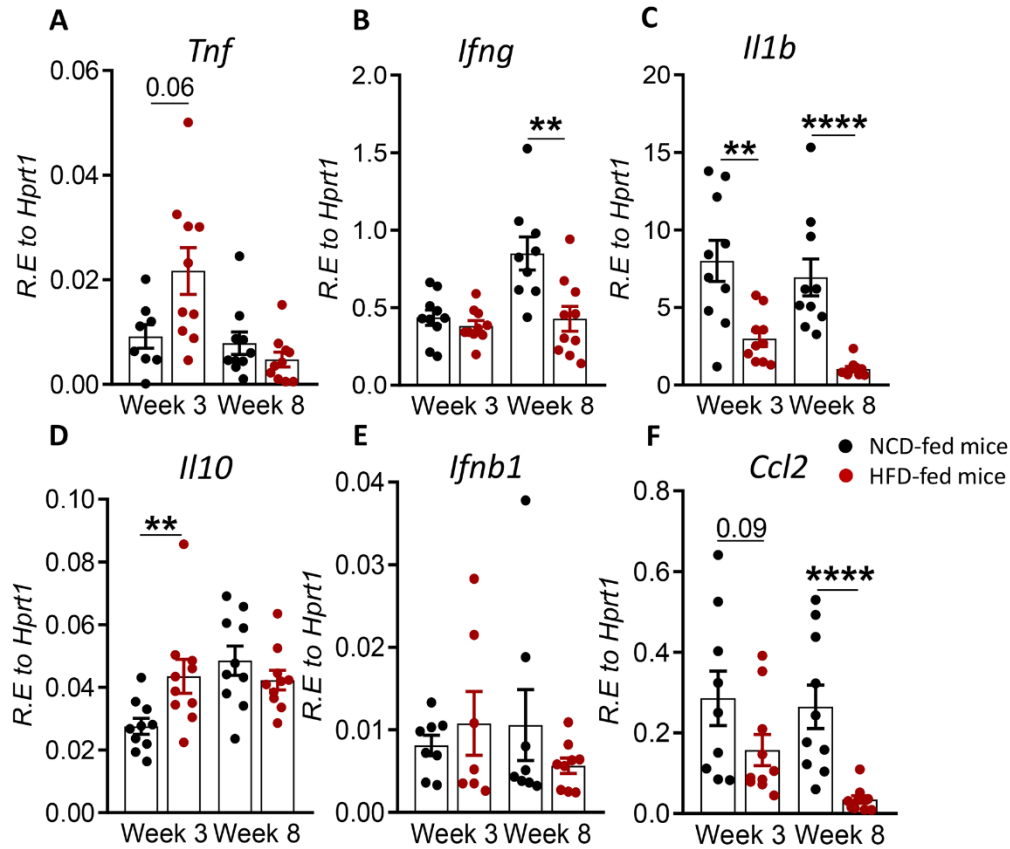 A
Tnf
0.06
0.04
0.02
0.00
R.E to Hprt1
0.06
Week 3 Week 8
B
Ifng
2.0
1.5
1.0
0.5
0.0
R.E to Hprt1
**
Week 3 Week 8
C
Il1b
20
15
10
5
0
R.E to Hprt1
**
****
Week 3 Week 8
D
Il10
0.10
0.08
0.06
0.04
0.02
0.00
R.E to Hprt1
**
Week 3 Week 8
E
Ifnb1
0.04
0.03
0.02
0.01
0.00
R.E to Hprt1
Week 3 Week 8
F
NCD-fed mice
HFD-fed mice
Ccl2
0.8
0.6
0.4
0.2
0.0
R.E to Hprt1
0.09
****
Week 3 Week 8